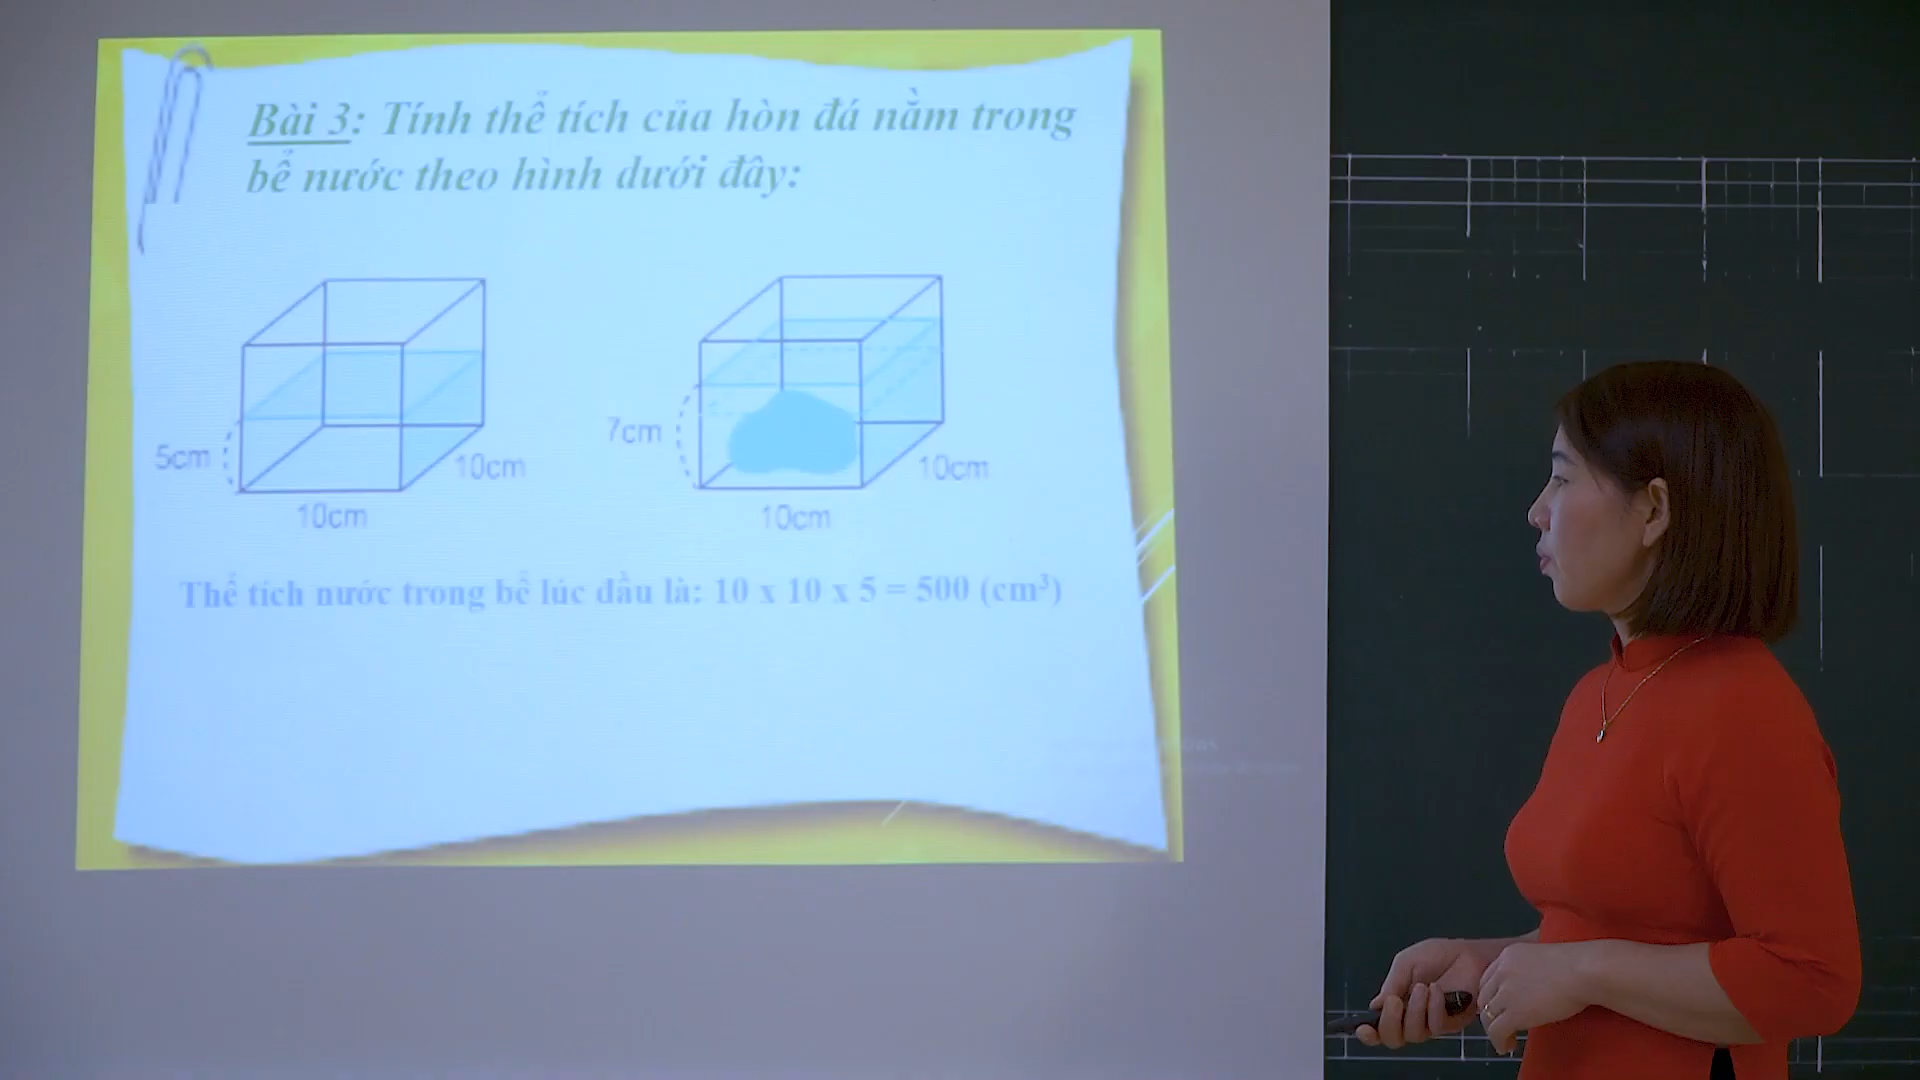 Bài 3: Tính thể tích của hòn đá nằm trong
bể nước theo hình dưới đây:
5cm
10cm
10cm
7cm
10cm
10cm
Thể tích nước trong bể lúc đầu là: 10 x 10 x 5 = 500 (cm³)